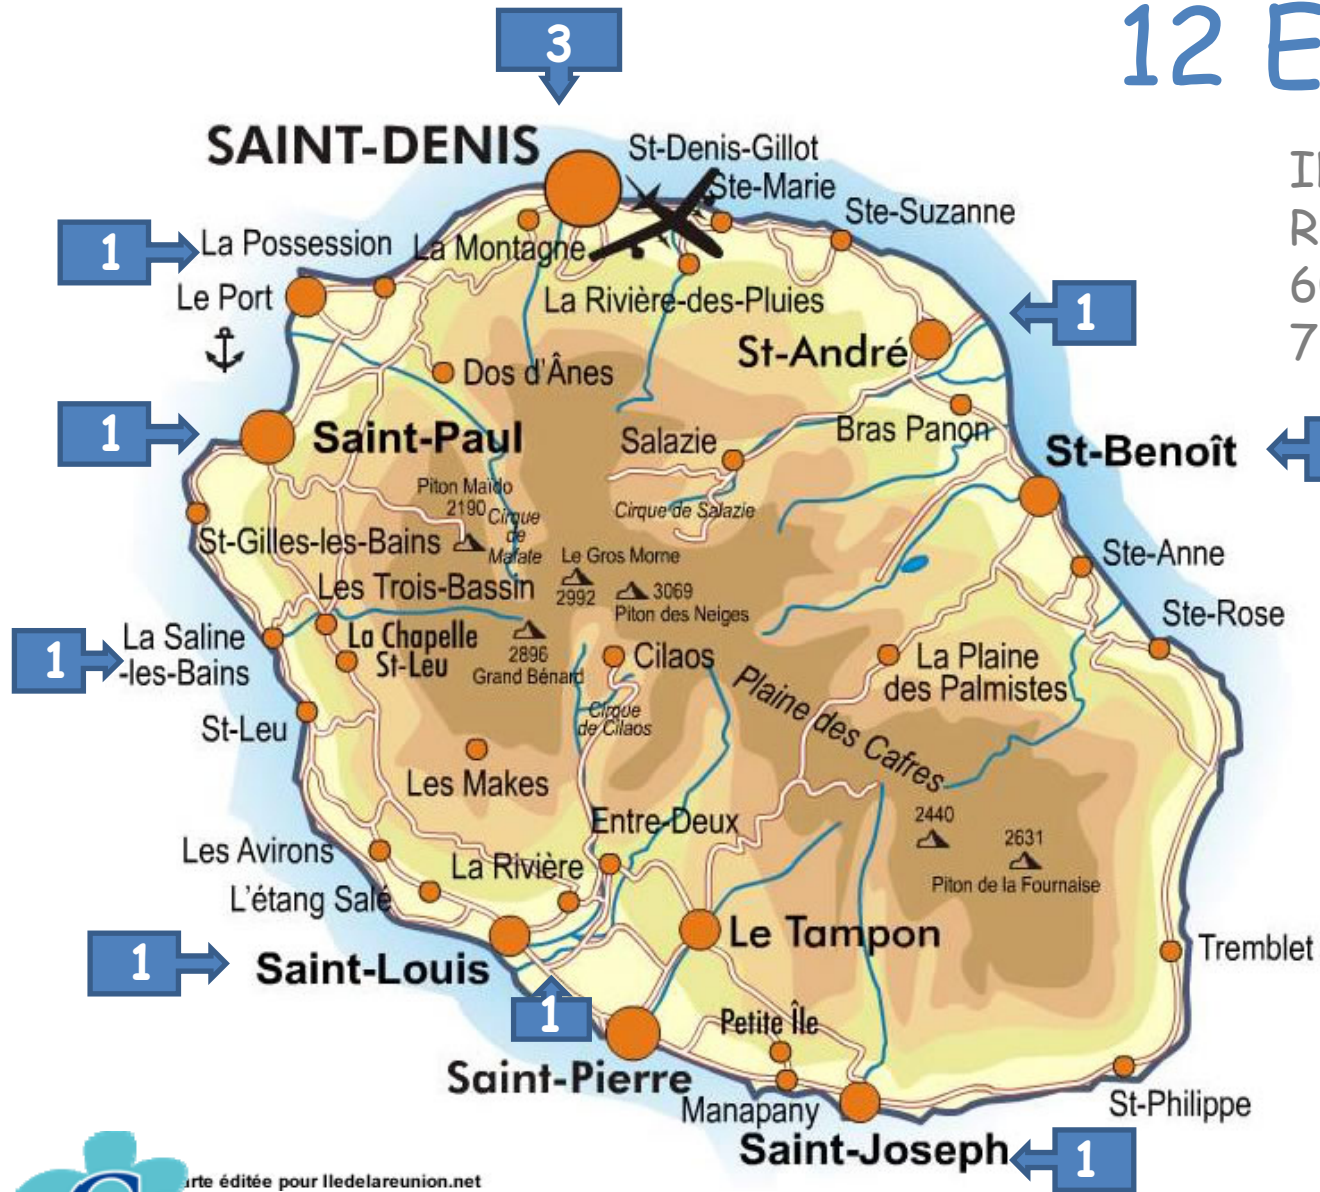 12 E
3
SAINT-DENIS
St-Denis-Gillot
Ste-Marie
Ste-Suzanne
1
La Possession
La Montagne
Le Port
La Rivière-des-Pluies
1
St-André
Dos d'Ânes
1
Saint-Paul
Salazie
Bras Panon
St-Benoît
Piton Maïdo
2190
Cirque
de
Mafate
Cirque de Salazie
St-Gilles-les-Bains
Le Gros Morne
2992
3069
Piton des Neiges
Ste-Anne
Les Trois-Bassin
Ste-Rose
1
La Saline
-les-Bains
La Chapelle
St-Leu
2896
Grand Bénard
Cilaos
La Plaine
des Palmistes
Plaine des Cafres
Cirque
de Cilaos
St-Leu
Les Makes
Entre-Deux
2440
2631
Piton de la Fournaise
Les Avirons
La Rivière
L'étang Salé
Le Tampon
Tremblet
1
Saint-Louis
1
Petite Île
Saint-Pierre
Manapany
St-Philippe
Saint-Joseph
1
arte éditée pour Iledelareunion.net